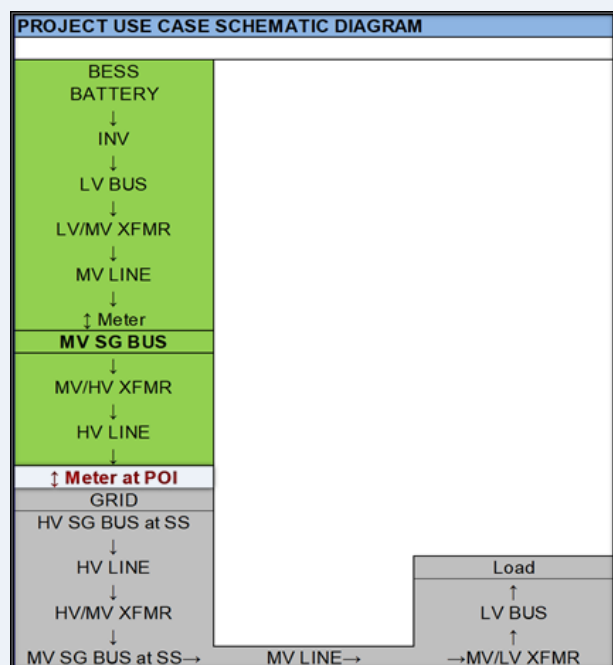 PROJECT USE CASE SCHEMATIC DIAGRAM
BESS
BATTERY
↓
INV
↓
LV BUS
↓
LV/MV XFMR
↓
MV LINE
↓
↕ Meter
MV SG BUS
↓
MV/HV XFMR
↓
HV LINE
↓
↕ Meter at POI
GRID
HV SG BUS at SS
↓
HV LINE
↓
HV/MV XFMR
↓
MV SG BUS at SS→
MV LINE→
Load
↑
LV BUS
↑
→MV/LV XFMR